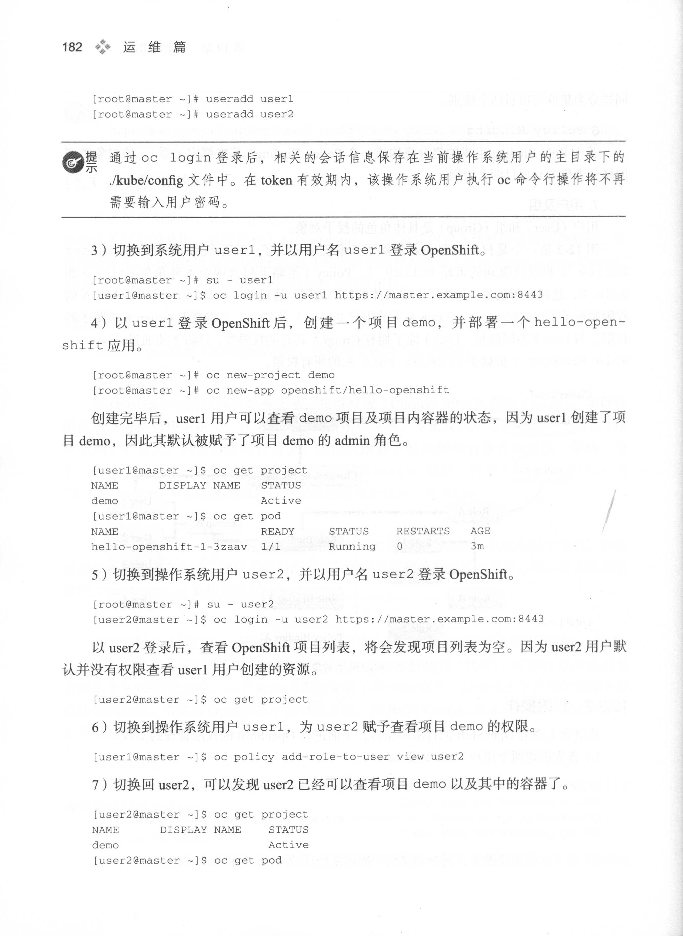 182 运 维 篇
[root@master ~]# useradd user1
[root@master ~]# useradd user2
提示 通过 oc login 登录后，相关的会话信息保存在当前操作系统用户的主目录下的
./kube/config 文件中。在 token 有效期内，该操作系统用户执行 oc 命令行操作将不再
需要输入用户密码。
3）切换到系统用户 user1，并以用户名 user1 登录 OpenShift。
[root@master ~]# su - user1
[user1@master ~]$ oc login -u user1 https://master.example.com:8443
4）以 user1 登录 OpenShift 后，创建一个项目 demo，并部署一个 hello-open-
shift 应用。
[root@master ~]# oc new-project demo
[root@master ~]# oc new-app openshift/hello-openshift
创建完毕后，user1 用户可以查看 demo 项目及项目内容器的状态，因为 user1 创建了项
目 demo，因此其默认被赋予了项目 demo 的 admin 角色。
[user1@master ~]$ oc get project
NAME DISPLAY NAME STATUS
demo Active
[user1@master ~]$ oc get pod
NAME READY STATUS RESTARTS AGE
hello-openshift-1-3zaav 1/1 Running 0 3m
5）切换到操作系统用户 user2，并以用户名 user2 登录 OpenShift。
[root@master ~]# su - user2
[user2@master ~]$ oc login -u user2 https://master.example.com:8443
以 user2 登录后，查看 OpenShift 项目列表，将会发现项目列表为空。因为 user2 用户默
认并没有权限查看 user1 用户创建的资源。
[user2@master ~]$ oc get project
6）切换到操作系统用户 user1，为 user2 赋予查看项目 demo 的权限。
[user1@master ~]$ oc policy add-role-to-user view user2
7）切换回 user2，可以发现 user2 已经可以查看项目 demo 以及其中的容器了。
[user2@master ~]$ oc get project
NAME DISPLAY NAME STATUS
demo Active
[user2@master ~]$ oc get pod